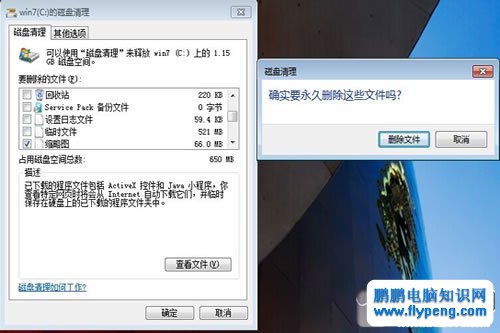 win7(C:)的磁盘清理
磁盘清理
其他选项
可以使用“磁盘清理”来释放 win7 (C:) 上的 1.15
GB 磁盘空间。
要删除的文件(F):
回收站 220 KB
Service Pack 备份文件 0 字节
设置日志文件 59.4 KB
临时文件 521 MB
缩略图 66.0 MB
占用磁盘空间总数: 650 MB
描述
已下载的程序文件包括 ActiveX 控件和 Java 小程序，你
查看特定网页时将会从 Internet 自动下载它们，并临时
保存在硬盘上的已下载的程序文件夹中。
查看文件(V)
磁盘清理如何工作?
确定
取消
磁盘清理
确实要永久删除这些文件吗?
删除文件
取消
鹏鹏电脑知识网
www.flypeng.com